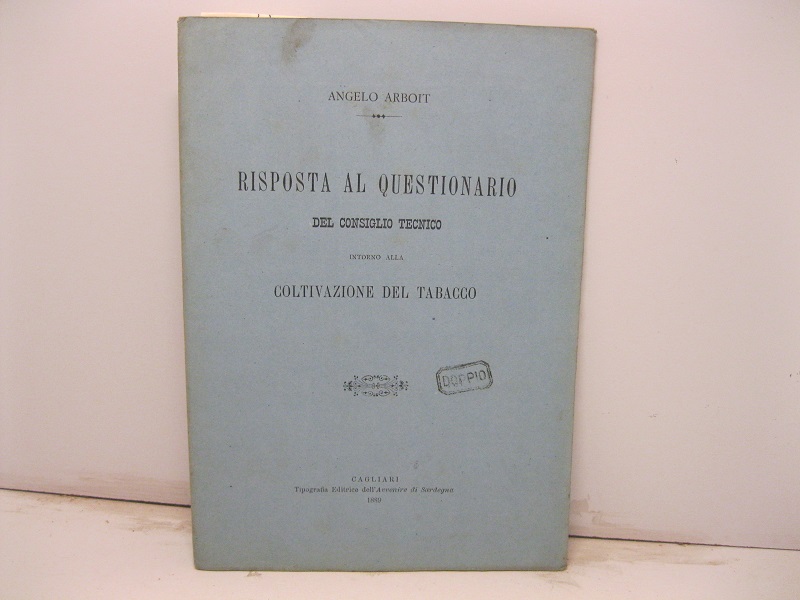 ANGELO ARBOIT
RISPOSTA AL QUESTIONARIO
DEL CONSIGLIO TECNICO
INTORNO ALLA
COLTIVAZIONE DEL TABACCO
DOPPIO
CAGLIARI
Tipografia Editrice dell'Avvenire di Sardegna
1889